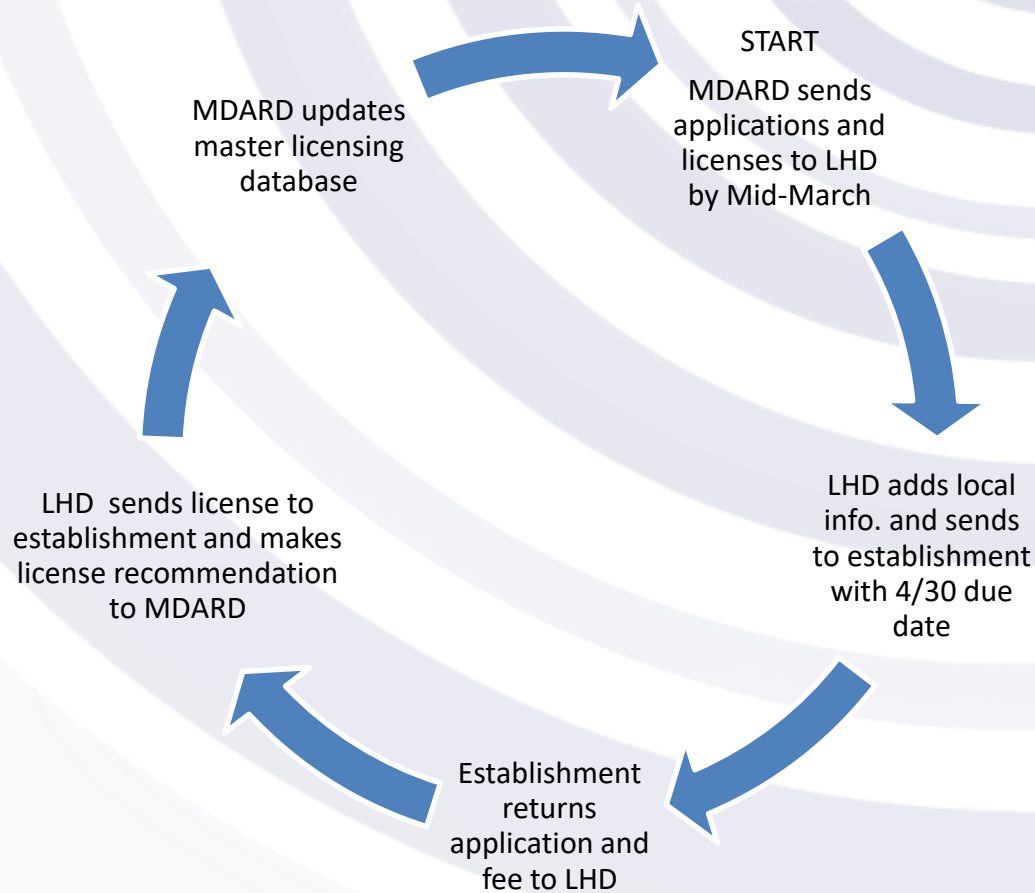 START
MDARD sends
applications and
licenses to LHD
by Mid-March
LHD adds local
info. and sends
to establishment
with 4/30 due
date
Establishment
returns
application and
fee to LHD
LHD  sends license to
establishment and makes
license recommendation
to MDARD
MDARD updates
master licensing
database